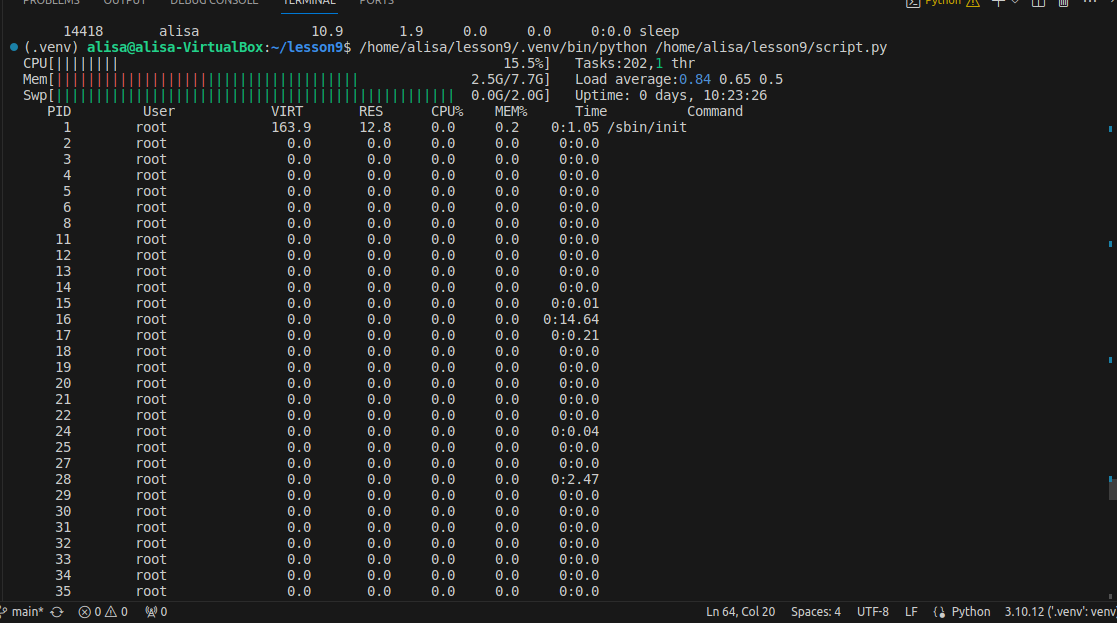 PROBLEMS OUTPUT DEBUG CONSOLE TERMINAL PORTS Python
14418 alisa 10.9 1.9 0.0 0.0 0:0.0 sleep
(.venv) alisa@alisa-VirtualBox:~/lesson9$ /home/alisa/lesson9/.venv/bin/python /home/alisa/lesson9/script.py
CPU[|||||||| 15.5%] Tasks:202,1 thr
Mem[|||||||||||||||||||||||||||||||||||||| 2.5G/7.7G] Load average:0.84 0.65 0.5
Swp[|||||||||||||||||||||||||||||||||||||||||||||||||| 0.0G/2.0G] Uptime: 0 days, 10:23:26
PID User VIRT RES CPU% MEM% Time Command
1 root 163.9 12.8 0.0 0.2 0:1.05 /sbin/init
2 root 0.0 0.0 0.0 0.0 0:0.0
3 root 0.0 0.0 0.0 0.0 0:0.0
4 root 0.0 0.0 0.0 0.0 0:0.0
5 root 0.0 0.0 0.0 0.0 0:0.0
6 root 0.0 0.0 0.0 0.0 0:0.0
8 root 0.0 0.0 0.0 0.0 0:0.0
11 root 0.0 0.0 0.0 0.0 0:0.0
12 root 0.0 0.0 0.0 0.0 0:0.0
13 root 0.0 0.0 0.0 0.0 0:0.0
14 root 0.0 0.0 0.0 0.0 0:0.0
15 root 0.0 0.0 0.0 0.0 0:0.01
16 root 0.0 0.0 0.0 0.0 0:14.64
17 root 0.0 0.0 0.0 0.0 0:0.21
18 root 0.0 0.0 0.0 0.0 0:0.0
19 root 0.0 0.0 0.0 0.0 0:0.0
20 root 0.0 0.0 0.0 0.0 0:0.0
21 root 0.0 0.0 0.0 0.0 0:0.0
22 root 0.0 0.0 0.0 0.0 0:0.0
24 root 0.0 0.0 0.0 0.0 0:0.04
25 root 0.0 0.0 0.0 0.0 0:0.0
27 root 0.0 0.0 0.0 0.0 0:0.0
28 root 0.0 0.0 0.0 0.0 0:2.47
29 root 0.0 0.0 0.0 0.0 0:0.0
30 root 0.0 0.0 0.0 0.0 0:0.0
31 root 0.0 0.0 0.0 0.0 0:0.0
32 root 0.0 0.0 0.0 0.0 0:0.0
33 root 0.0 0.0 0.0 0.0 0:0.0
34 root 0.0 0.0 0.0 0.0 0:0.0
35 root 0.0 0.0 0.0 0.0 0:0.0
main* 0 0 0 Ln 64, Col 20 Spaces: 4 UTF-8 LF Python 3.10.12 ('.venv': venv